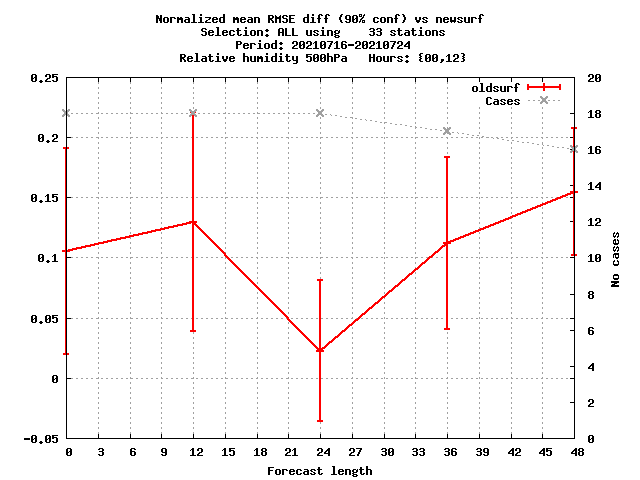 Normalized mean RMSE diff (90% conf) vs newsurf
Selection: ALL using    33 stations
Period: 20210716-20210724
Relative humidity 500hPa   Hours: {00,12}
oldsurf
Cases
0.25
0.2
0.15
0.1
0.05
0
-0.05
20
18
16
14
12
10
8
6
4
2
0
No cases
0 3 6 9 12 15 18 21 24 27 30 33 36 39 42 45 48
Forecast length